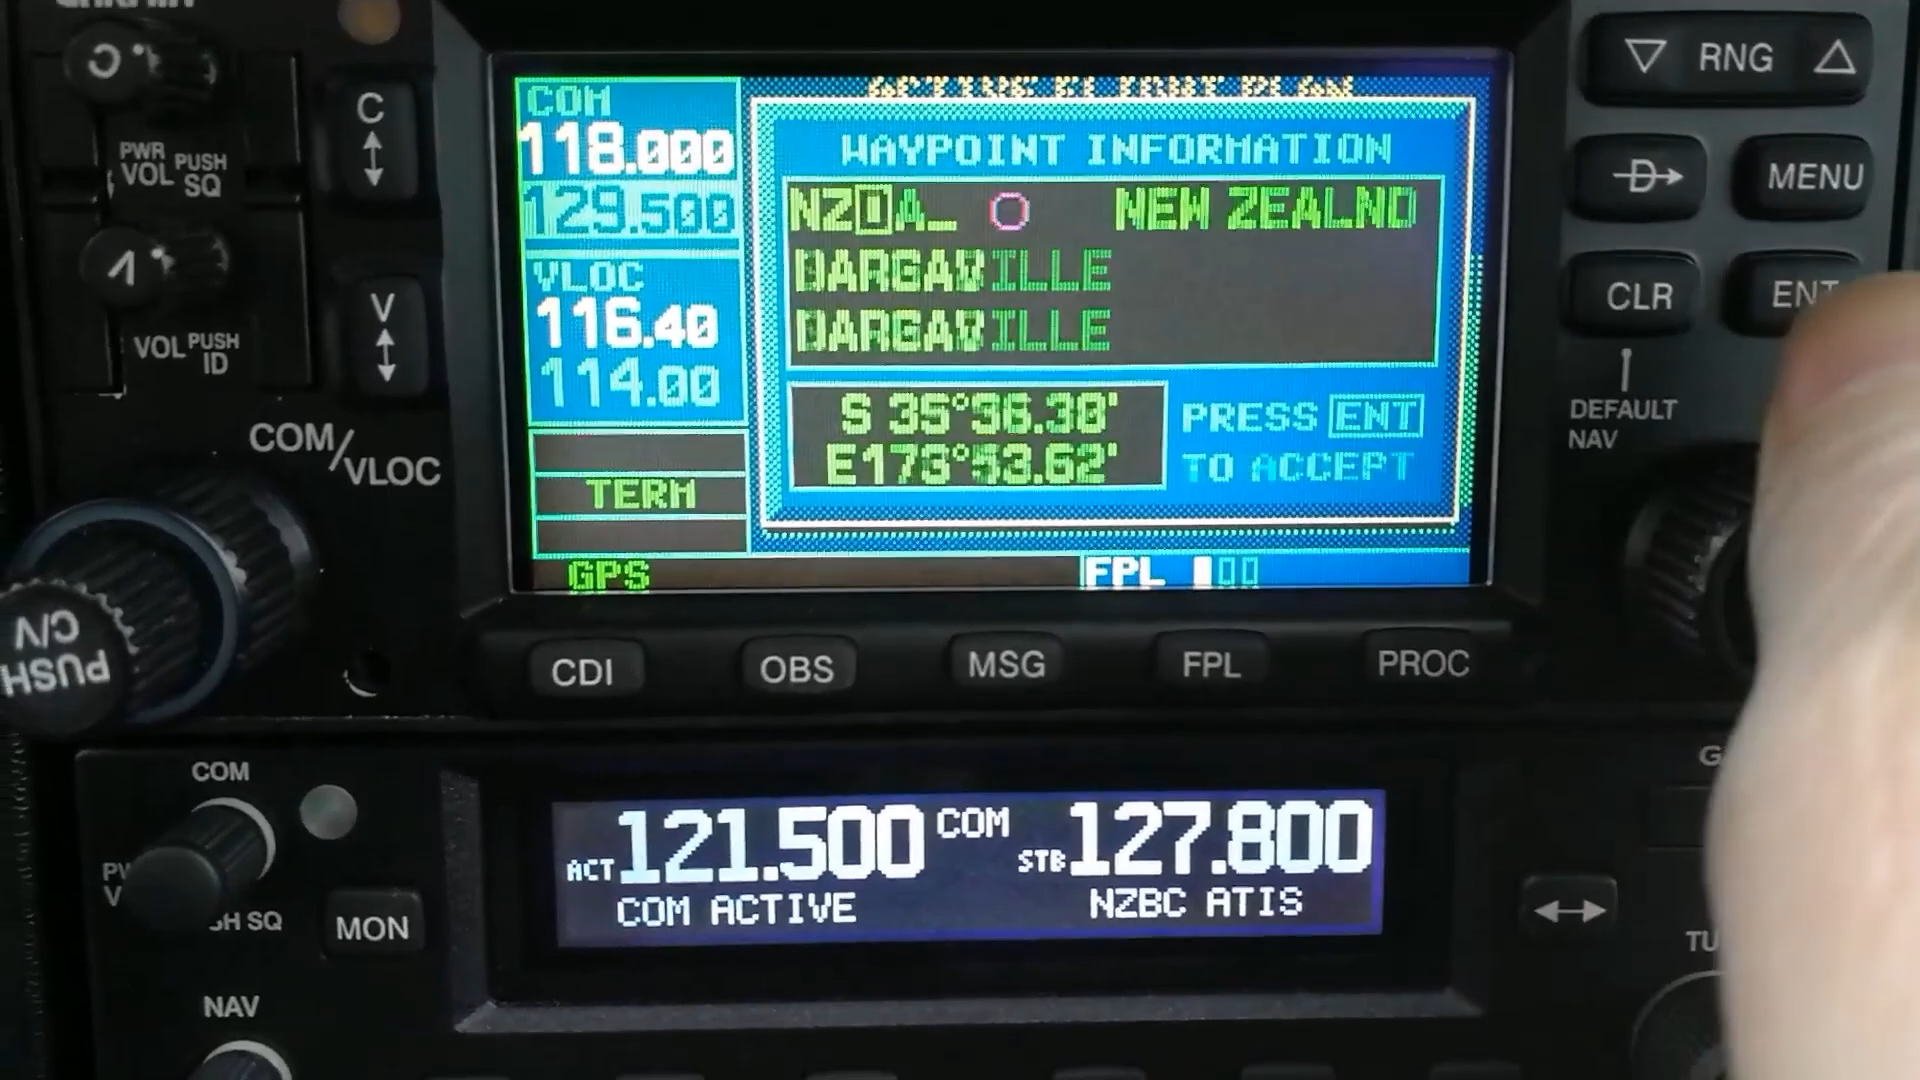 COM
118.000
129.500
VLOC
116.40
114.00
TERM
GPS
WAYPOINT INFORMATION
NZDA_ NEW ZEALND
DARGAVILLE
DARGAVILLE
S 35°56.30'
E173°53.62'
PRESS ENT
TO ACCEPT
FPL
C
PWR
VOL
PUSH
SQ
V
VOL
PUSH
ID
COM/VLOC
PUSH
C/V
RNG
D
MENU
CLR
ENT
DEFAULT
NAV
CDI
OBS
MSG
FPL
PROC
COM
MON
NAV
ACT 121.500 COM STB 127.800
COM ACTIVE NZBC ATIS